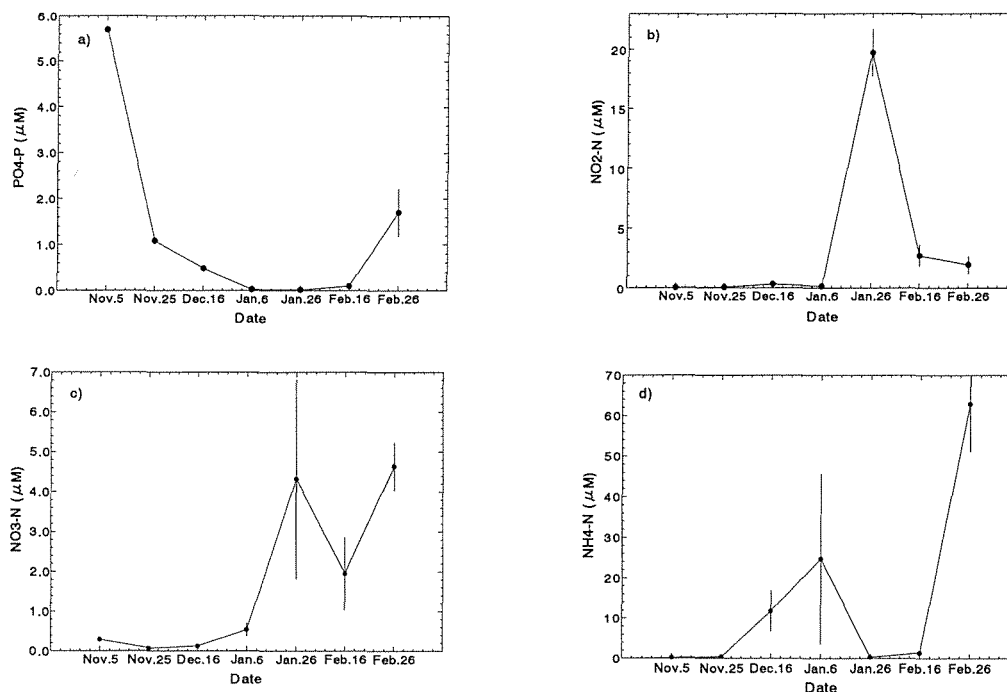 a)
PO4-P (μM)
6.0
5.0
4.0
3.0
2.0
1.0
0.0
Nov.5 Nov.25 Dec.16 Jan.6 Jan.26 Feb.16 Feb.26
Date
b)
NO2-N (μM)
20
15
10
5
0
Nov.5 Nov.25 Dec.16 Jan.6 Jan.26 Feb.16 Feb.26
Date
c)
NO3-N (μM)
7.0
6.0
5.0
4.0
3.0
2.0
1.0
0.0
Nov.5 Nov.25 Dec.16 Jan.6 Jan.26 Feb.16 Feb.26
Date
d)
NH4-N (μM)
70
60
50
40
30
20
10
0
Nov.5 Nov.25 Dec.16 Jan.6 Jan.26 Feb.16 Feb.26
Date